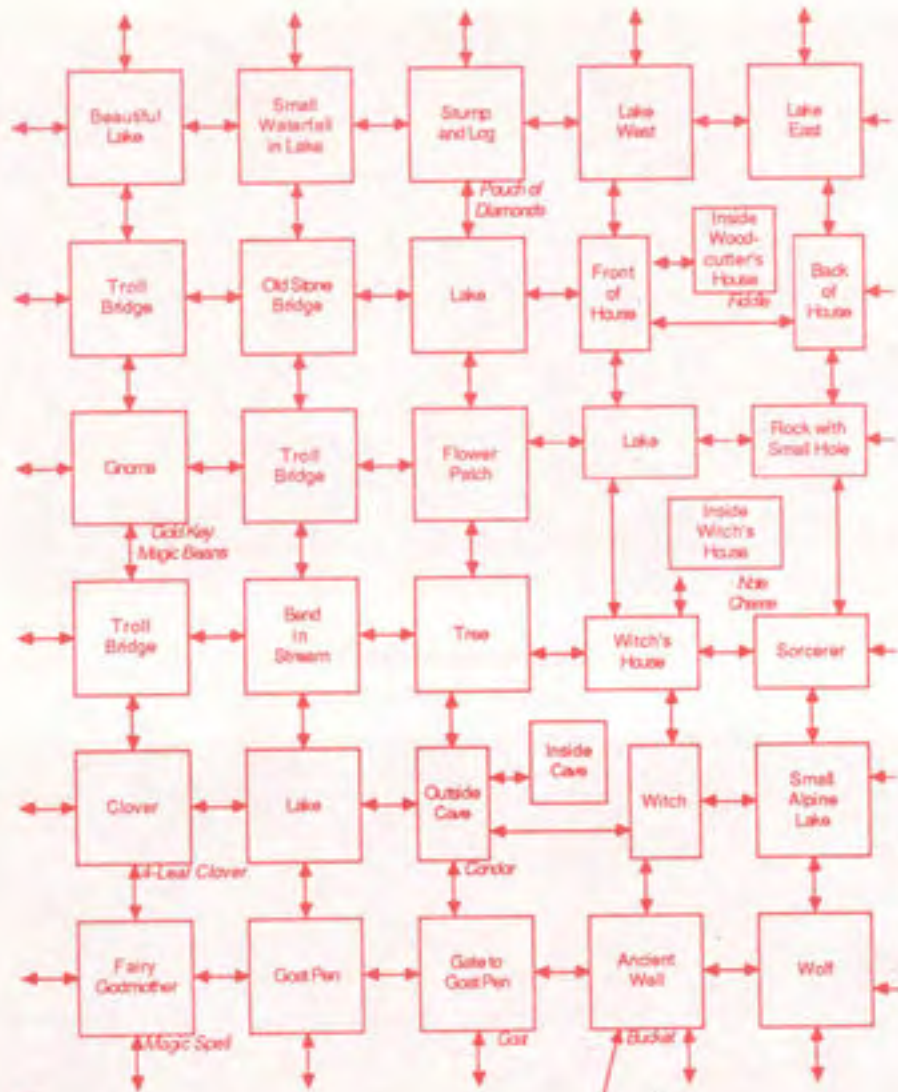 Beautiful
Lake
Small
Waterfall
in Lake
Stump
and Log
Lake
West
Lake
East
Pouch of
Diamonds
Troll
Bridge
Old Stone
Bridge
Lake
Front
of
House
Inside
Wood-
cutter's
House
Fiddle
Back
of
House
Gnome
Troll
Bridge
Flower
Patch
Lake
Rock with
Small Hole
Gold Key
Magic Beans
Inside
Witch's
House
Note
Cheese
Troll
Bridge
Bend
in
Stream
Tree
Witch's
House
Sorcerer
Clover
Lake
Outside
Cave
Inside
Cave
Witch
Small
Alpine
Lake
4-Leaf Clover
Condor
Fairy
Godmother
Goat Pen
Gate to
Goat Pen
Ancient
Well
Wolf
Magic Spell
Goat
Bucket